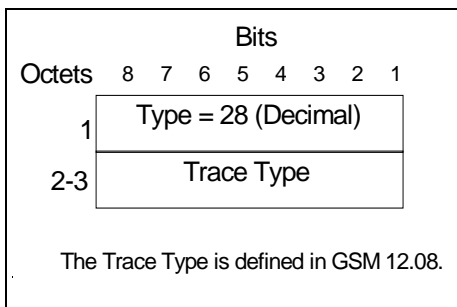 Bits
Octets 8 7 6 5 4 3 2 1
1 Type = 28 (Decimal)
2-3 Trace Type
The Trace Type is defined in GSM 12.08.